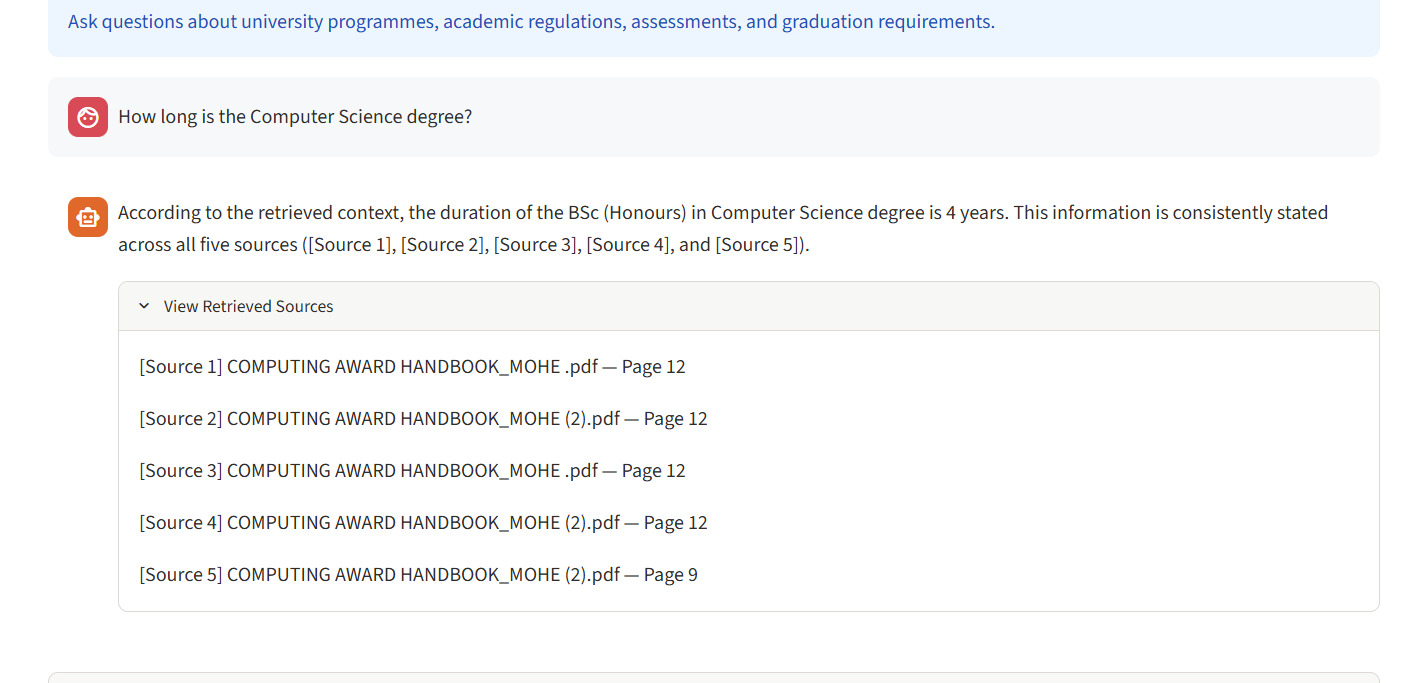 Ask questions about university programmes, academic regulations, assessments, and graduation requirements.
How long is the Computer Science degree?
According to the retrieved context, the duration of the BSc (Honours) in Computer Science degree is 4 years. This information is consistently stated
across all five sources ([Source 1], [Source 2], [Source 3], [Source 4], and [Source 5]).
View Retrieved Sources
[Source 1] COMPUTING AWARD HANDBOOK_MOHE .pdf — Page 12
[Source 2] COMPUTING AWARD HANDBOOK_MOHE (2).pdf — Page 12
[Source 3] COMPUTING AWARD HANDBOOK_MOHE .pdf — Page 12
[Source 4] COMPUTING AWARD HANDBOOK_MOHE (2).pdf — Page 12
[Source 5] COMPUTING AWARD HANDBOOK_MOHE (2).pdf — Page 9